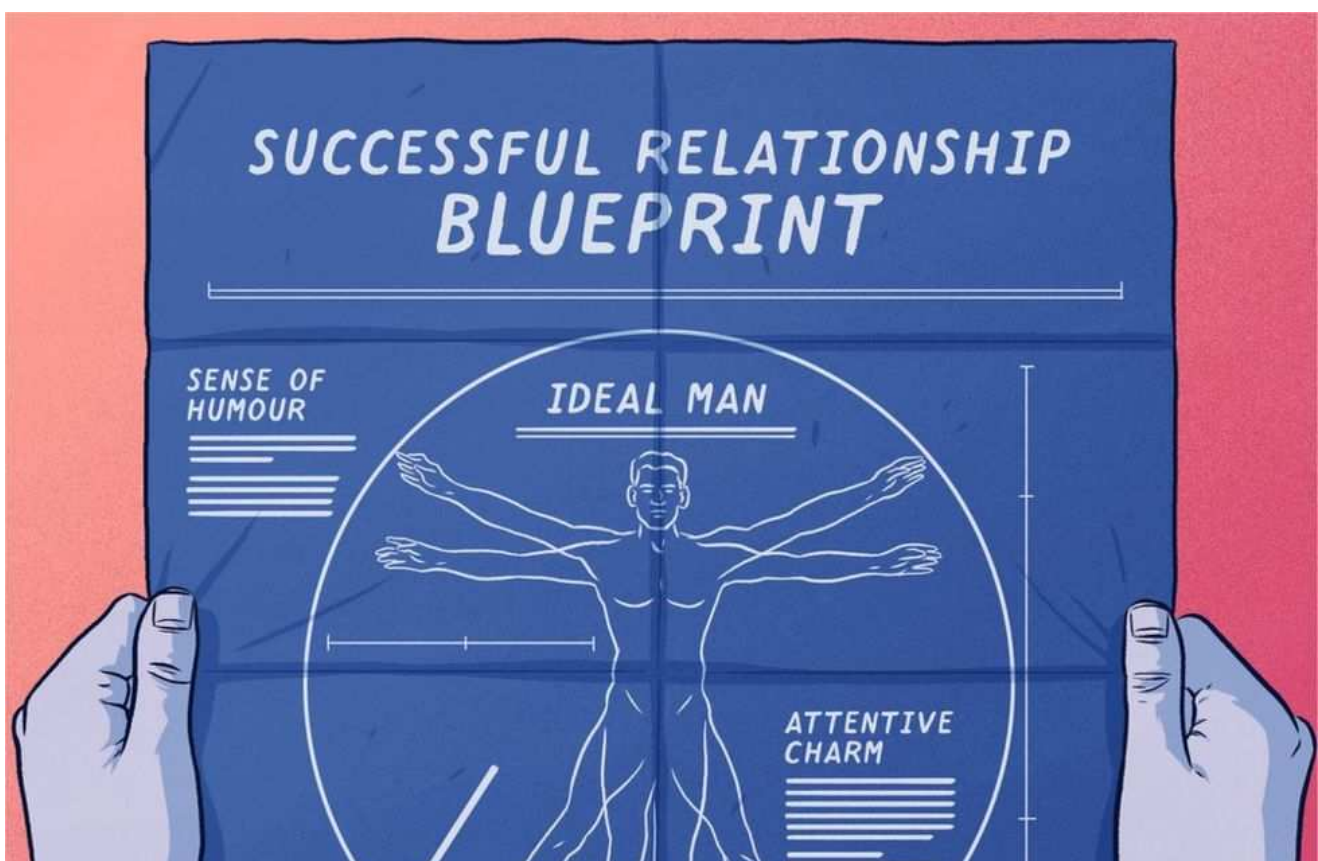 SUCCESSFUL RELATIONSHIP
BLUEPRINT
SENSE OF
HUMOUR
IDEAL MAN
ATTENTIVE
CHARM